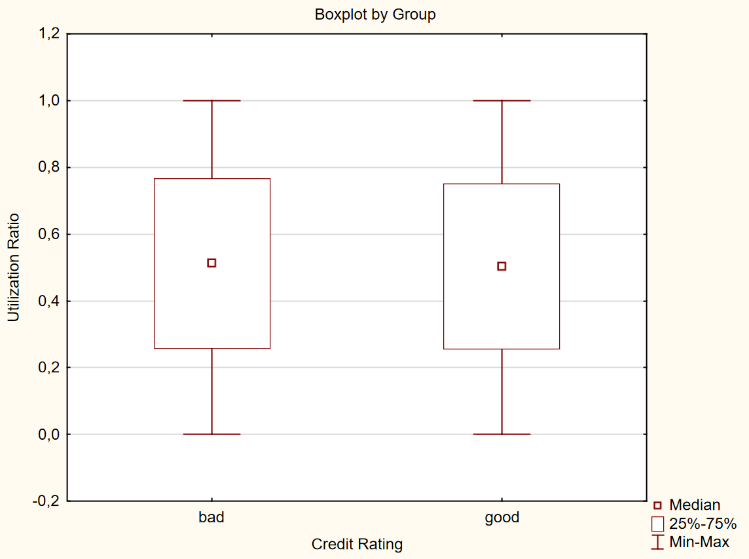 Boxplot by Group
1,2
1,0
0,8
0,6
0,4
0,2
0,0
-0,2
Utilization Ratio
bad
good
Credit Rating
Median
25%-75%
Min-Max